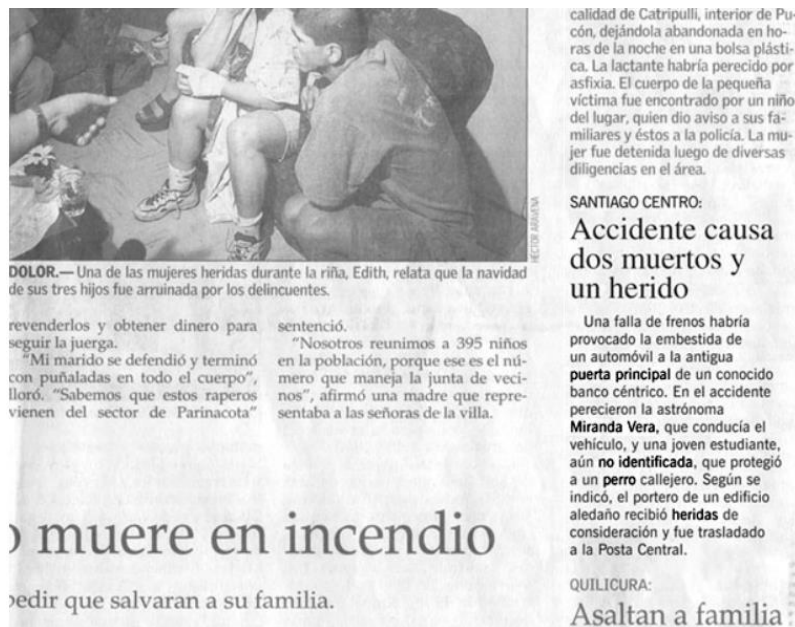 HÉCTOR ARAVENA
DOLOR.— Una de las mujeres heridas durante la riña, Edith, relata que la navidad
de sus tres hijos fue arruinada por los delincuentes.
revenderlos y obtener dinero para
seguir la juerga.
"Mi marido se defendió y terminó
con puñaladas en todo el cuerpo",
lloró. "Sabemos que estos raperos
vienen del sector de Parinacota"
sentenció.
"Nosotros reunimos a 395 niños
en la población, porque ese es el nú-
mero que maneja la junta de veci-
nos", afirmó una madre que repre-
sentaba a las señoras de la villa.
o muere en incendio
pedir que salvaran a su familia.
calidad de Catripulli, interior de Pu-
cón, dejándola abandonada en ho-
ras de la noche en una bolsa plásti-
ca. La lactante habría perecido por
asfixia. El cuerpo de la pequeña
víctima fue encontrado por un niño
del lugar, quien dio aviso a sus fa-
miliares y éstos a la policía. La mu-
jer fue detenida luego de diversas
diligencias en el área.
SANTIAGO CENTRO:
Accidente causa
dos muertos y
un herido
Una falla de frenos habría
provocado la embestida de
un automóvil a la antigua
puerta principal de un conocido
banco céntrico. En el accidente
perecieron la astrónoma
Miranda Vera, que conducía el
vehículo, y una joven estudiante,
aún no identificada, que protegió
a un perro callejero. Según se
indicó, el portero de un edificio
aledaño recibió heridas de
consideración y fue trasladado
a la Posta Central.
QUILICURA:
Asaltan a familia